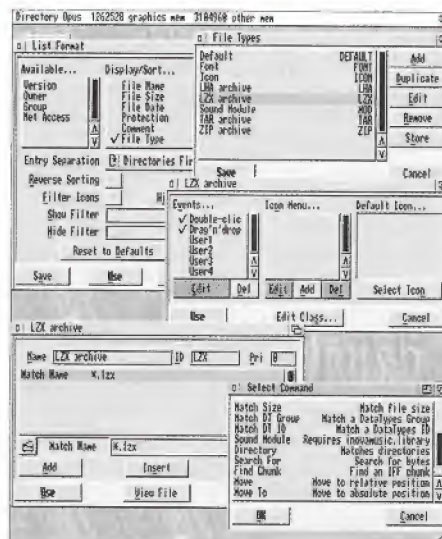 Directory Opus 1262528 graphics mem 3104960 other mem
List Format
Available...
Version
Owner
Group
Net Access
Display/Sort...
File Name
File Size
File Date
Protection
Comment
File Type
Entry Separation
Directories Fir
Reverse Sorting
Filter Icons
Show Filter
Hide Filter
Reset to Defaults
Save
Use
File Types
Default DEFAULT
Font FONT
Icon ICON
LHA archive LHA
LZX archive LZX
Sound Module MOD
TAR archive TAR
ZIP archive ZIP
Add
Duplicate
Edit
Remove
Store
Save
Cancel
LZX archive
Events...
Double-clic
Drag'n'drop
User1
User2
User3
User4
Edit
Del
Icon Menu...
Edit
Add
Del
Default Icon...
Select Icon
Use
Edit Class...
Cancel
LZX archive
Name LZX archive ID LZX Pri 0
Match Name *.lzx
Match Name *.lzx
Add
Insert
Use
View File
Select Command
Match Size Match file size
Match DT Group Match a DataTypes Group
Match DT ID Match a DataTypes ID
Sound Module Requires inovamusic.library
Directory Matches directories
Search For Search for bytes
Find Chunk Find an IFF chunk
Move Move to relative position
Move To Move to absolute position
OK
Cancel